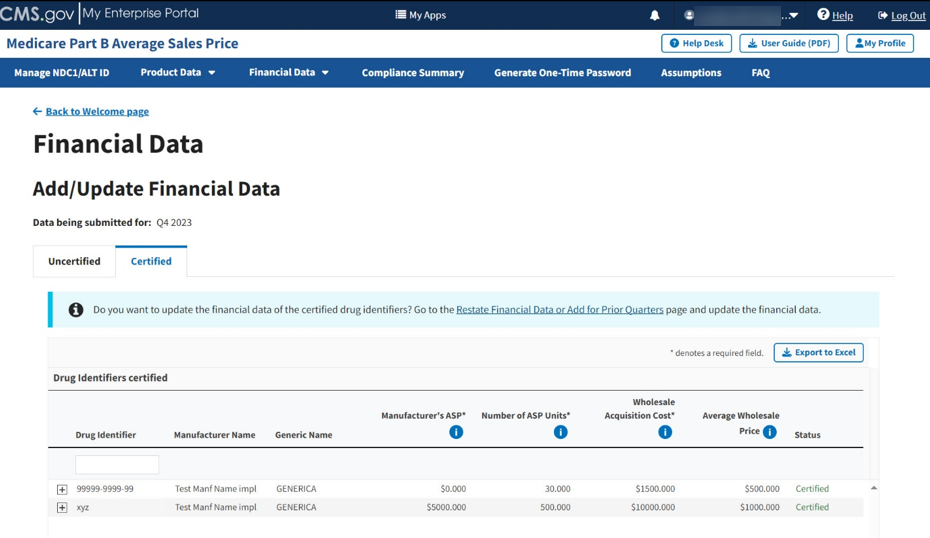 CMS.gov My Enterprise Portal
My Apps
... Help Log Out
Medicare Part B Average Sales Price
Help Desk User Guide (PDF) My Profile
Manage NDC1/ALT ID Product Data Financial Data Compliance Summary Generate One-Time Password Assumptions FAQ
Back to Welcome page
Financial Data
Add/Update Financial Data
Data being submitted for: Q4 2023
Uncertified Certified
Do you want to update the financial data of the certified drug identifiers? Go to the Restate Financial Data or Add for Prior Quarters page and update the financial data.
* denotes a required field. Export to Excel
Drug Identifiers certified
Drug Identifier Manufacturer Name Generic Name Manufacturer's ASP* Number of ASP Units* Wholesale Acquisition Cost* Average Wholesale Price Status
99999-9999-99 Test Manf Name impl GENERICA $0.000 30.000 $1500.000 $500.000 Certified
xyz Test Manf Name impl GENERICA $5000.000 500.000 $10000.000 $1000.000 Certified